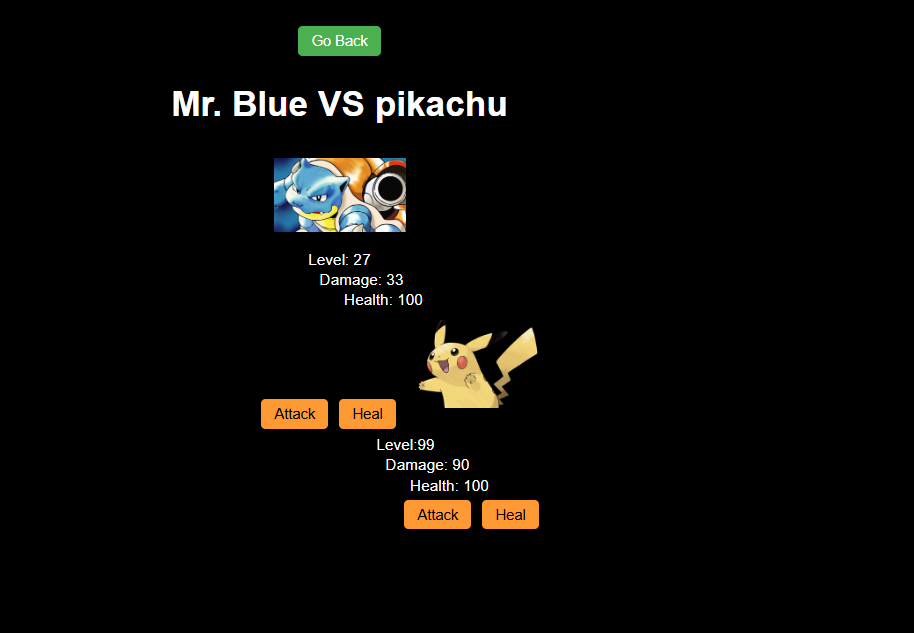 Go Back
Mr. Blue VS pikachu
Level: 27
Damage: 33
Health: 100
Attack Heal
Level:99
Damage: 90
Health: 100
Attack Heal